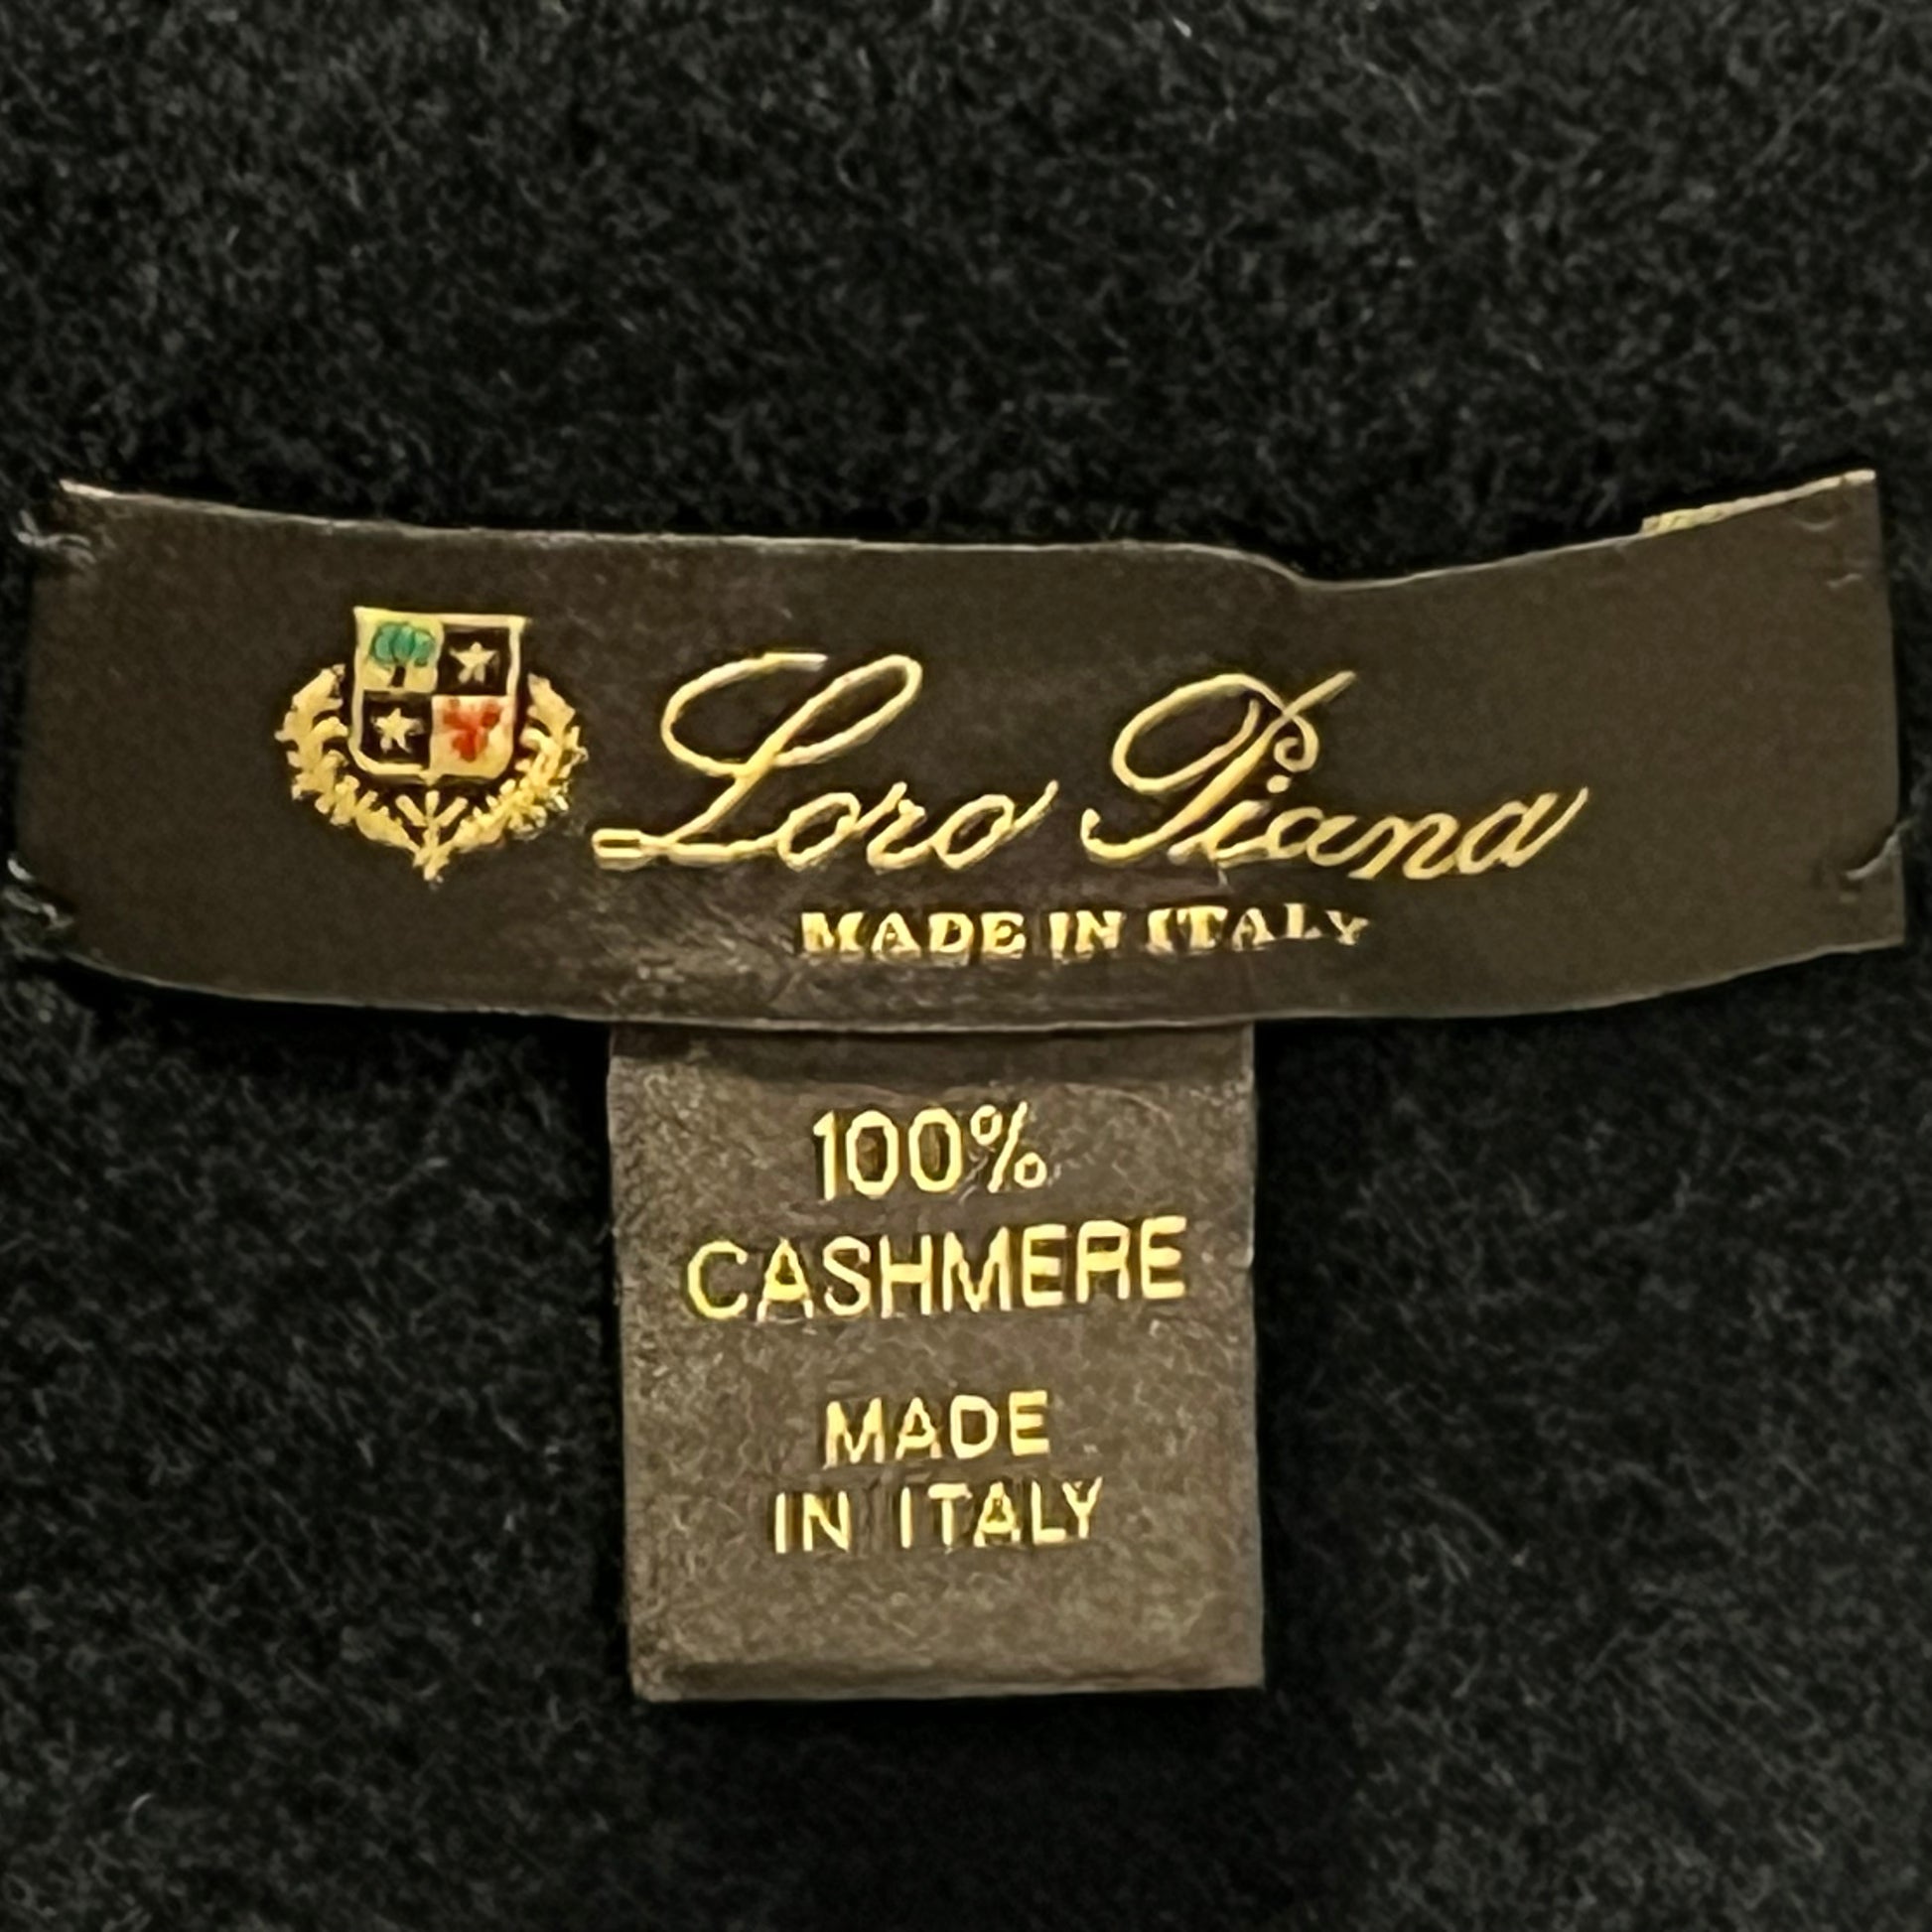 Loro Piana
MADE IN ITALY
100%
CASHMERE
MADE
IN ITALY